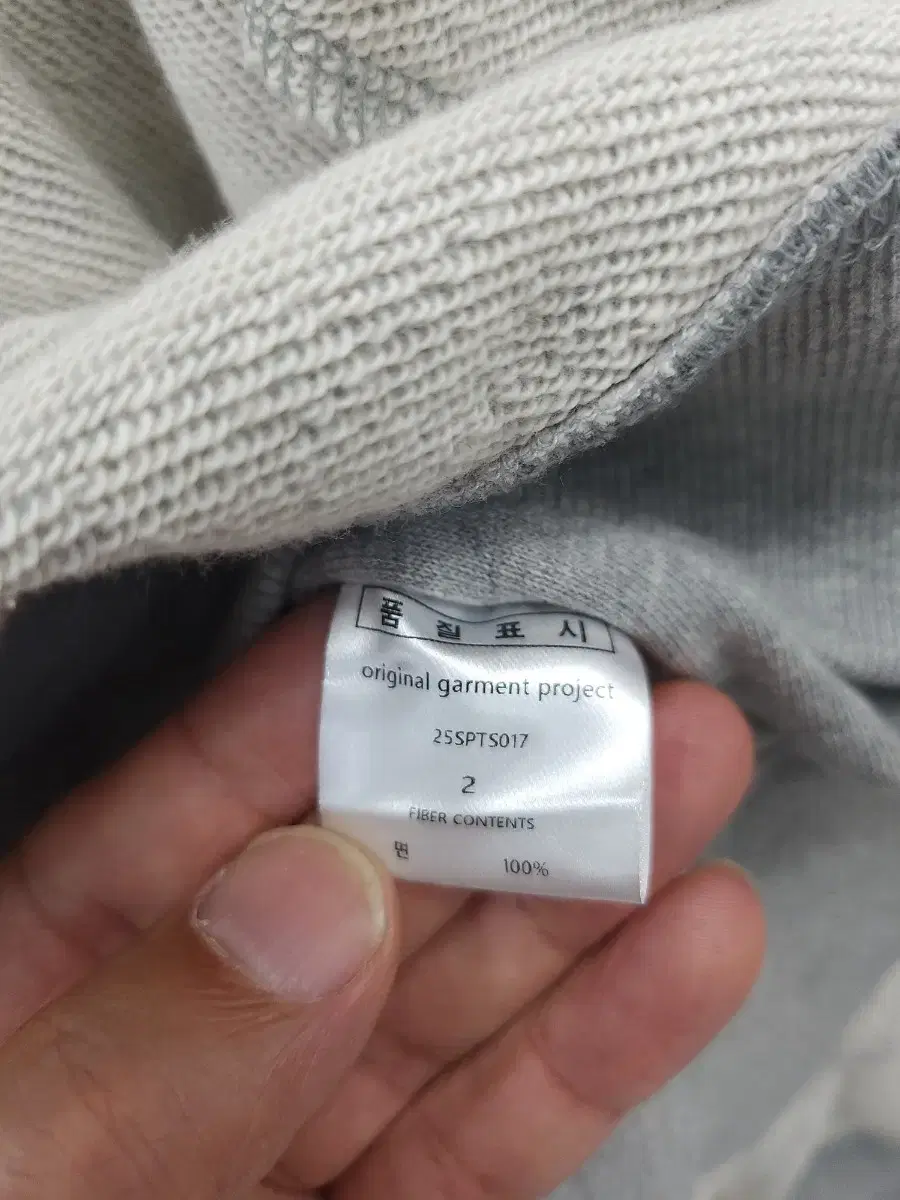 품 질 표 시
original garment project
25SPTS017
2
FIBER CONTENTS
면 100%